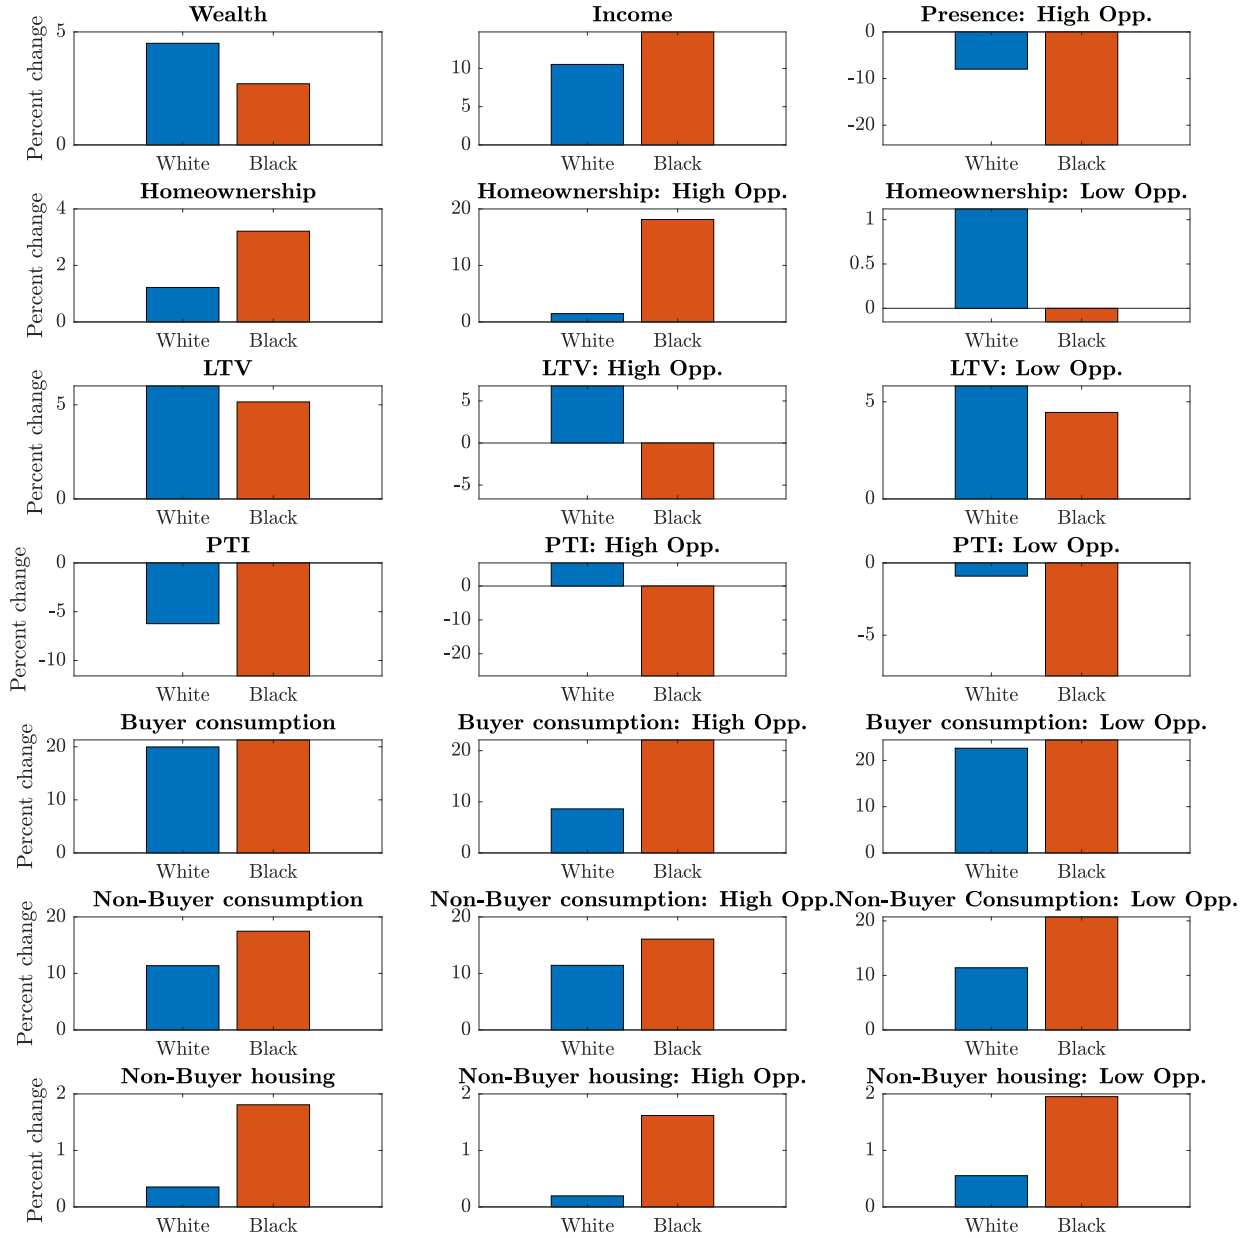 Wealth
Percent change
5
0
White Black
Income
10
5
0
White Black
Presence: High Opp.
0
-10
-20
White Black
Homeownership
Percent change
4
2
0
White Black
Homeownership: High Opp.
20
10
0
White Black
Homeownership: Low Opp.
1
0.5
0
White Black
LTV
Percent change
5
0
White Black
LTV: High Opp.
5
0
-5
White Black
LTV: Low Opp.
5
0
White Black
PTI
Percent change
0
-5
-10
White Black
PTI: High Opp.
0
-10
-20
White Black
PTI: Low Opp.
0
-5
White Black
Buyer consumption
Percent change
20
10
0
White Black
Buyer consumption: High Opp.
20
10
0
White Black
Buyer consumption: Low Opp.
20
10
0
White Black
Non-Buyer consumption
Percent change
20
10
0
White Black
Non-Buyer consumption: High Opp.
20
10
0
White Black
Non-Buyer Consumption: Low Opp.
20
10
0
White Black
Non-Buyer housing
Percent change
2
1
0
White Black
Non-Buyer housing: High Opp.
2
1
0
White Black
Non-Buyer housing: Low Opp.
2
1
0
White Black